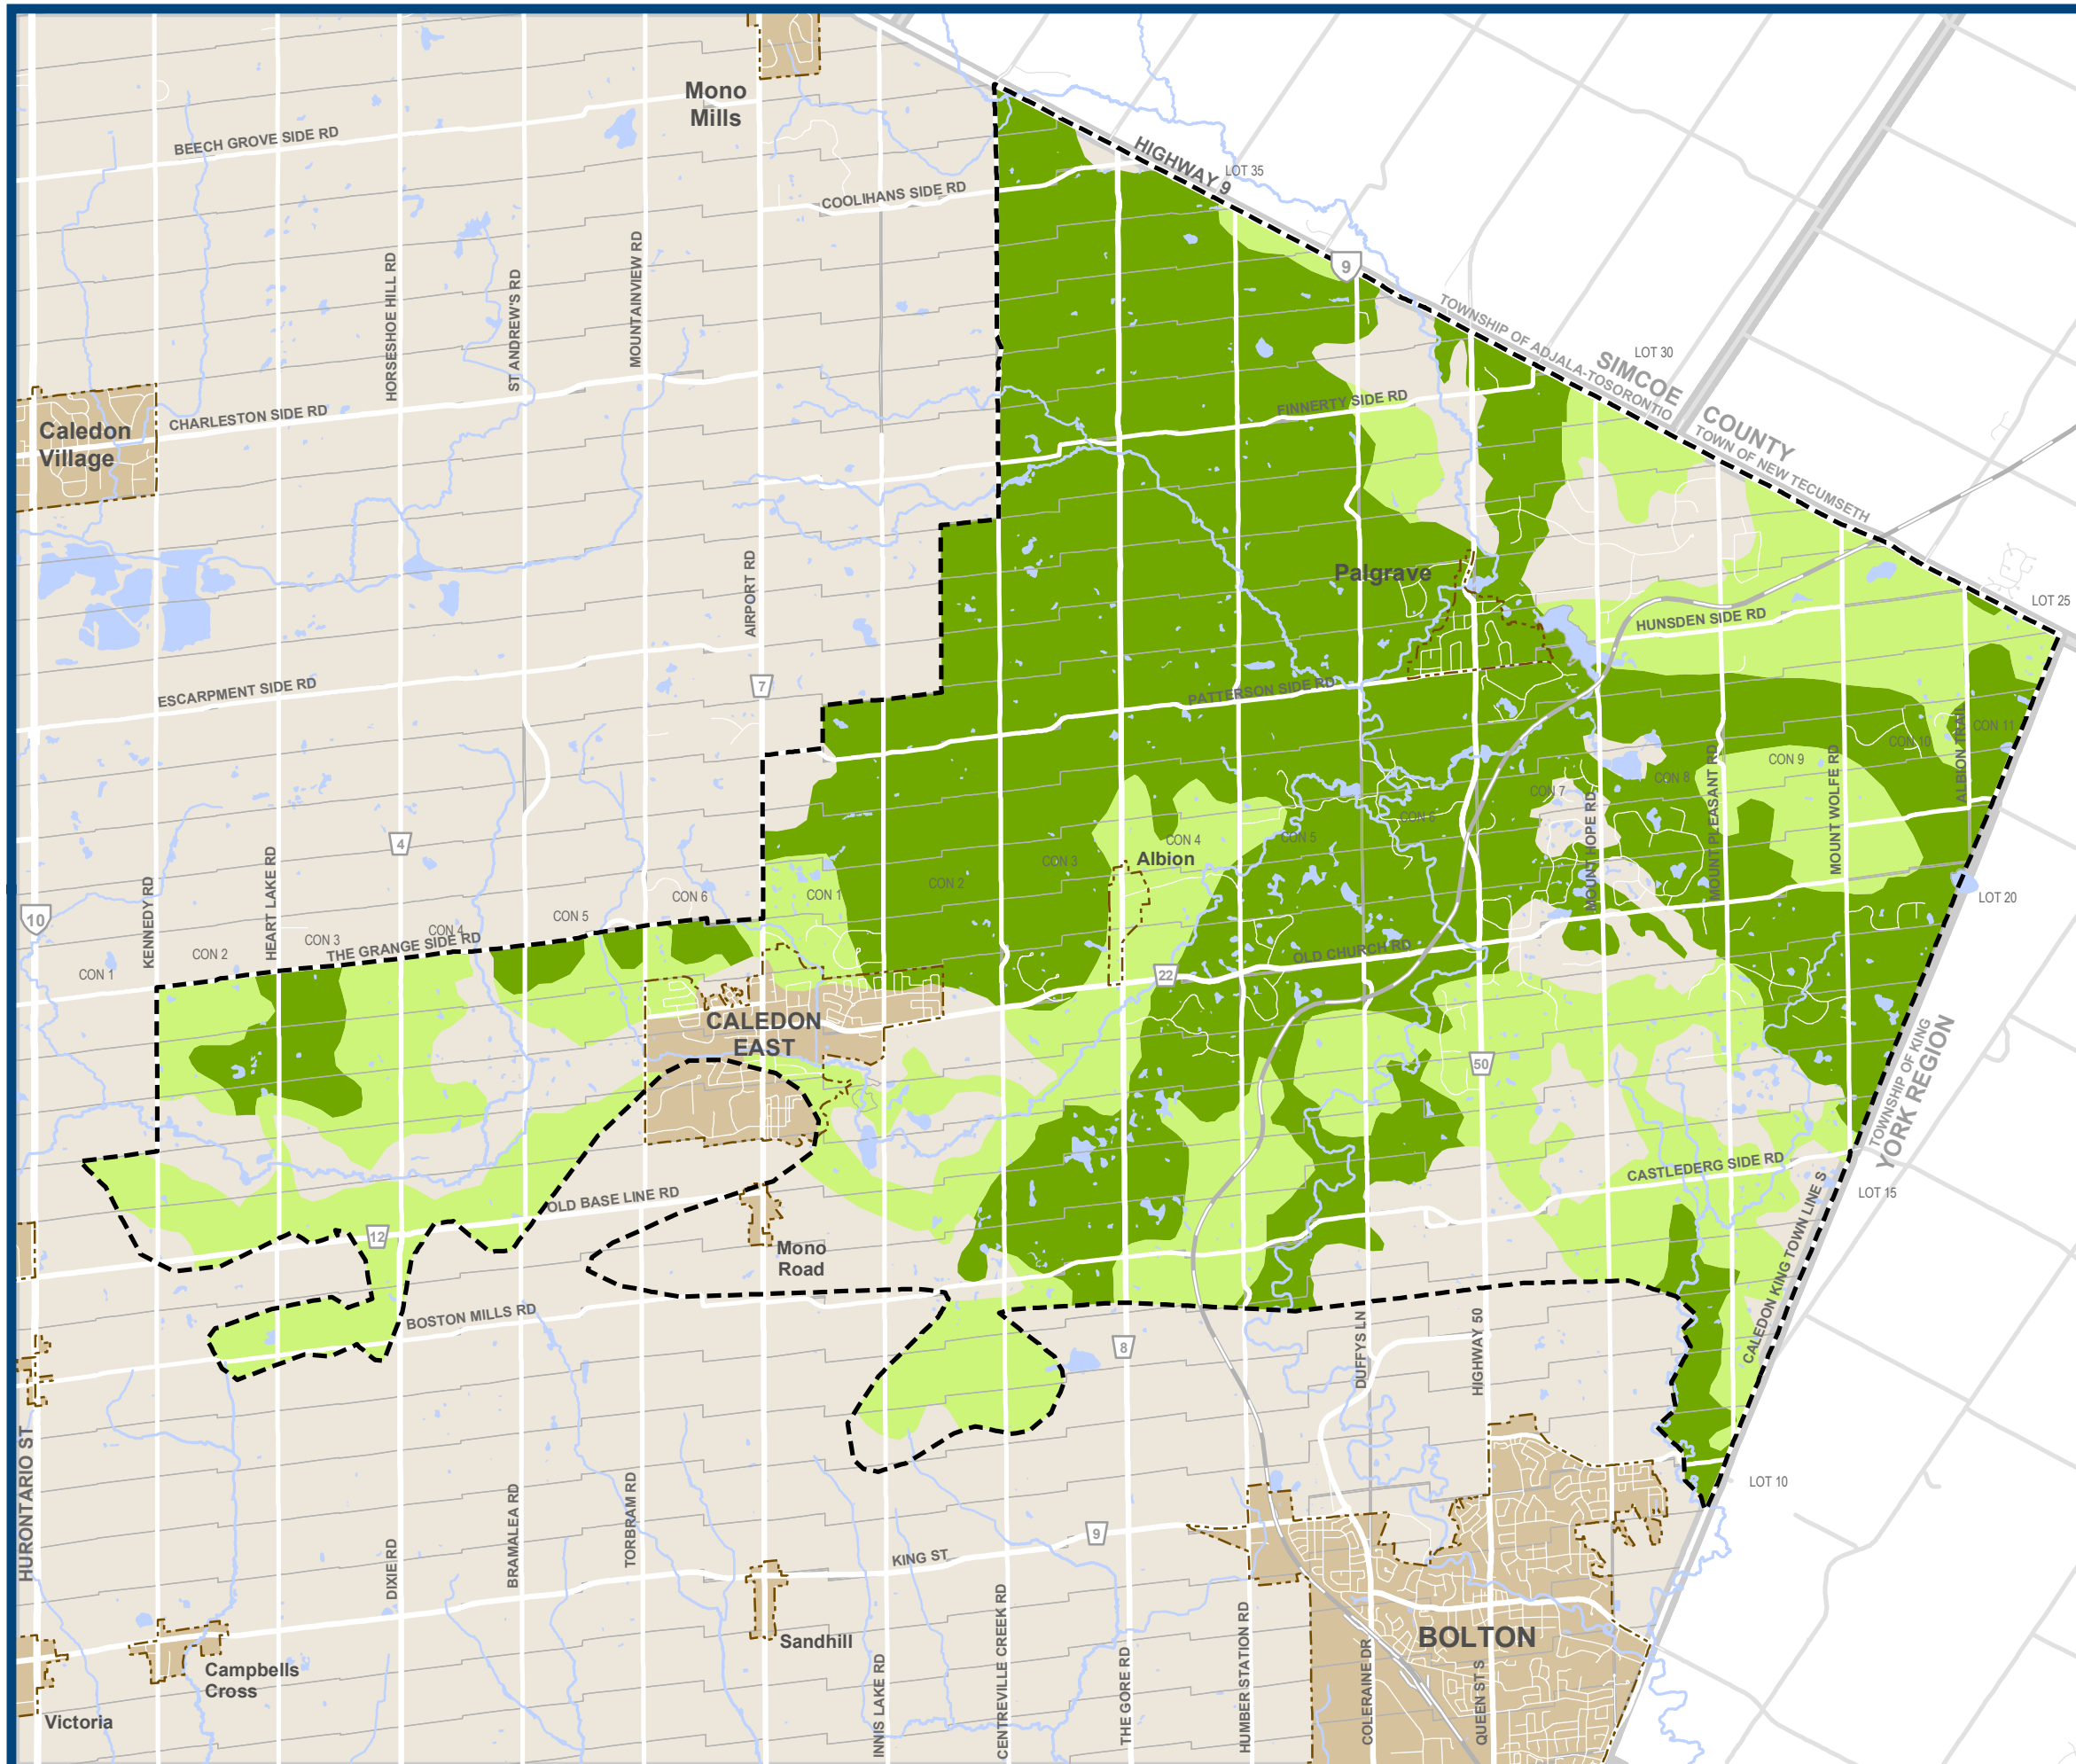 Mono
Mills
BEECH GROVE SIDE RD
COOLIHANS SIDE RD
HIGHWAY 9
LOT 35
9
TOWNSHIP OF ADJALA-TOSORONTIO
SIMCOE
COUNTY
LOT 30
TOWN OF NEW TECUMSETH
HORSESHOE HILL RD
ST ANDREW'S RD
MOUNTAINVIEW RD
CHARLESTON SIDE RD
FINNERTY SIDE RD
Caledon
Village
AIRPORT RD
Palgrave
LOT 25
HUNSDEN SIDE RD
ESCARPMENT SIDE RD
7
PATTERSON SIDE RD
CON 11
CON 10
CON 9
CON 8
CON 7
CON 6
CON 5
CON 4
CON 3
CON 2
CON 1
ALBION TRAIL
MOUNT WOLFE RD
MOUNT PLEASANT RD
MOUNT HOPE RD
4
Albion
10
KENNEDY RD
HEART LAKE RD
CON 6
CON 5
CON 4
CON 3
CON 2
CON 1
THE GRANGE SIDE RD
LOT 20
OLD CHURCH RD
22
CALEDON
EAST
50
TOWNSHIP OF KING
YORK REGION
CASTLEDERG SIDE RD
LOT 15
OLD BASE LINE RD
12
Mono
Road
CALEDON KING TOWN LINE S
BOSTON MILLS RD
8
DUFFYS LN
HIGHWAY 50
HURONTARIO ST
LOT 10
DIXIE RD
BRAMALEA RD
TORBRAM RD
KING ST
9
INNIS LAKE RD
CENTREVILLE CREEK RD
THE GORE RD
HUMBER STATION RD
COLERAINE DR
QUEEN ST S
BOLTON
Sandhill
Campbells
Cross
Victoria